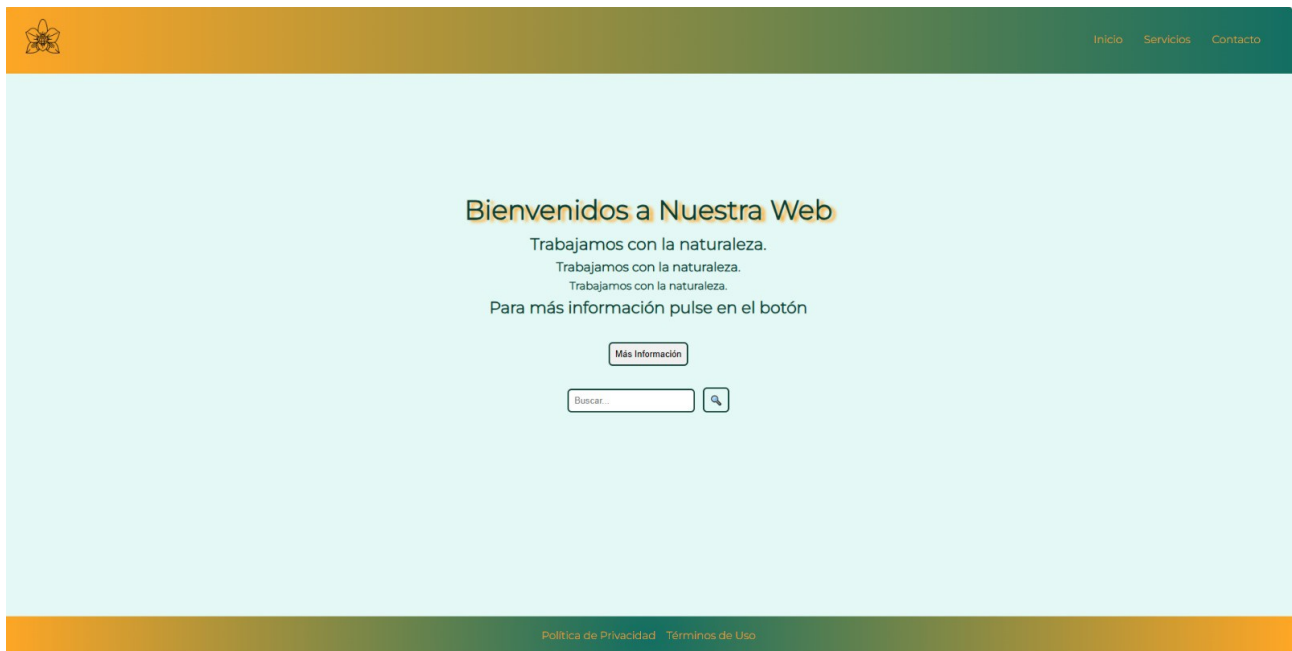 Inicio Servicios Contacto
Bienvenidos a Nuestra Web
Trabajamos con la naturaleza.
Trabajamos con la naturaleza.
Trabajamos con la naturaleza.
Para más información pulse en el botón
Más Información
Buscar...
Política de Privacidad Términos de Uso